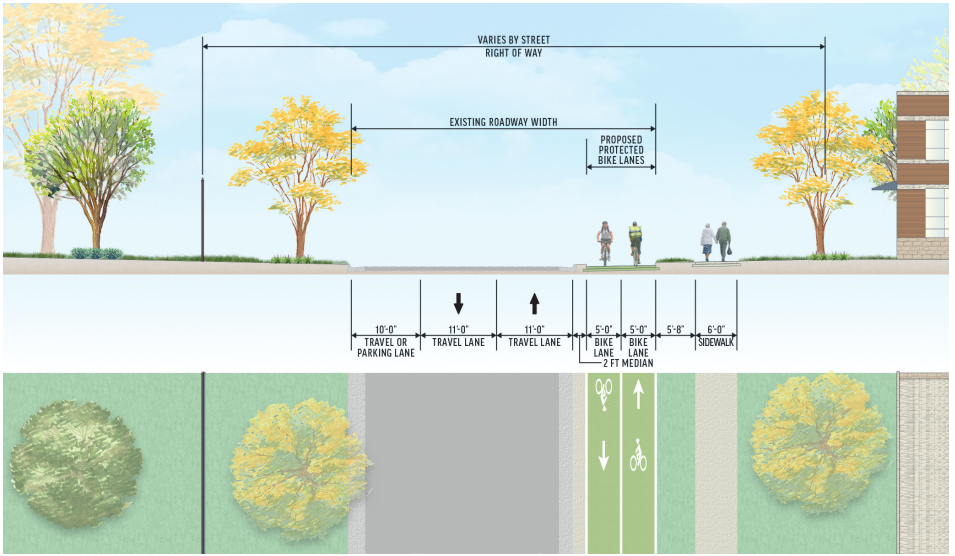 VARIES BY STREET
RIGHT OF WAY
EXISTING ROADWAY WIDTH
PROPOSED
PROTECTED
BIKE LANES
10'-0"
TRAVEL OR
PARKING LANE
11'-0"
TRAVEL LANE
11'-0"
TRAVEL LANE
5'-0"
BIKE
LANE
5'-0"
BIKE
LANE
5'-8"
6'-0"
SIDEWALK
2 FT MEDIAN